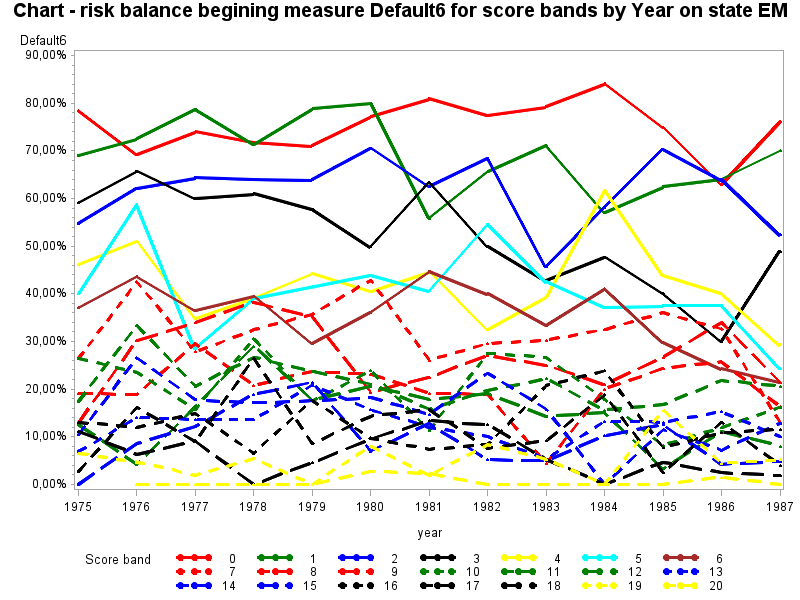 Chart - risk balance begining measure Default6 for score bands by Year on state EM
Default6
90,00%
80,00%
70,00%
60,00%
50,00%
40,00%
30,00%
20,00%
10,00%
0,00%
1975 1976 1977 1978 1979 1980 1981 1982 1983 1984 1985 1986 1987
year
Score band 0 1 2 3 4 5 6
7 8 9 10 11 12 13
14 15 16 17 18 19 20